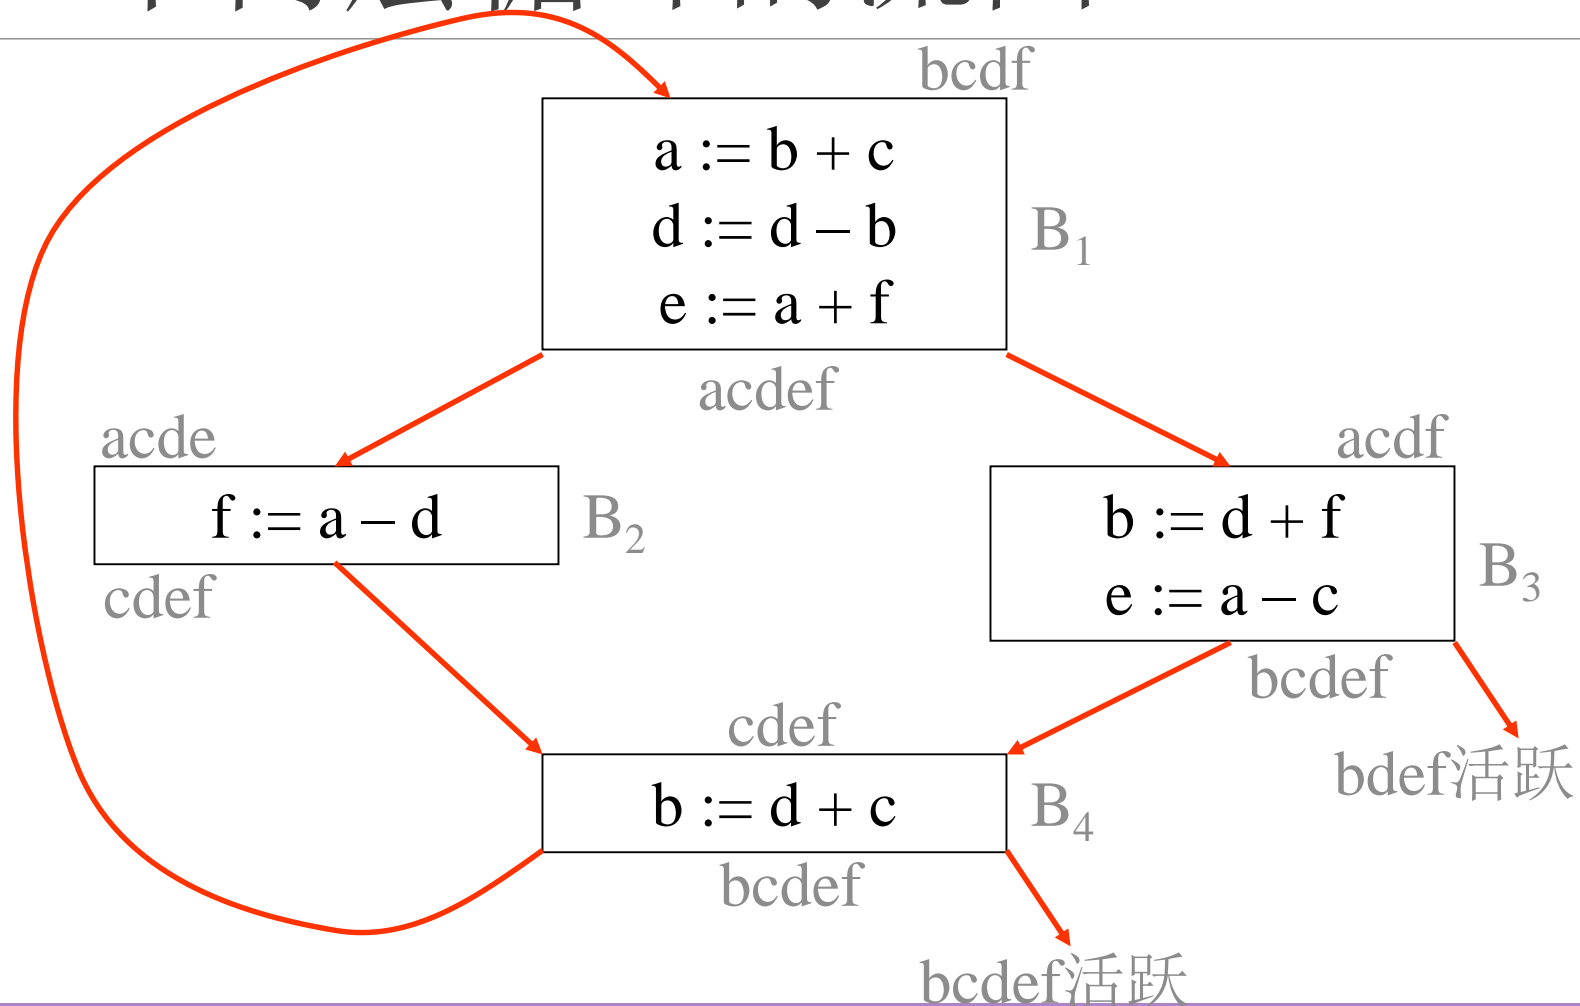 bcdf
a := b + c
d := d – b
e := a + f
B1
acdef
acde
f := a – d
B2
cdef
acdf
b := d + f
e := a – c
B3
bcdef
bdef活跃
cdef
b := d + c
B4
bcdef
bcdef活跃